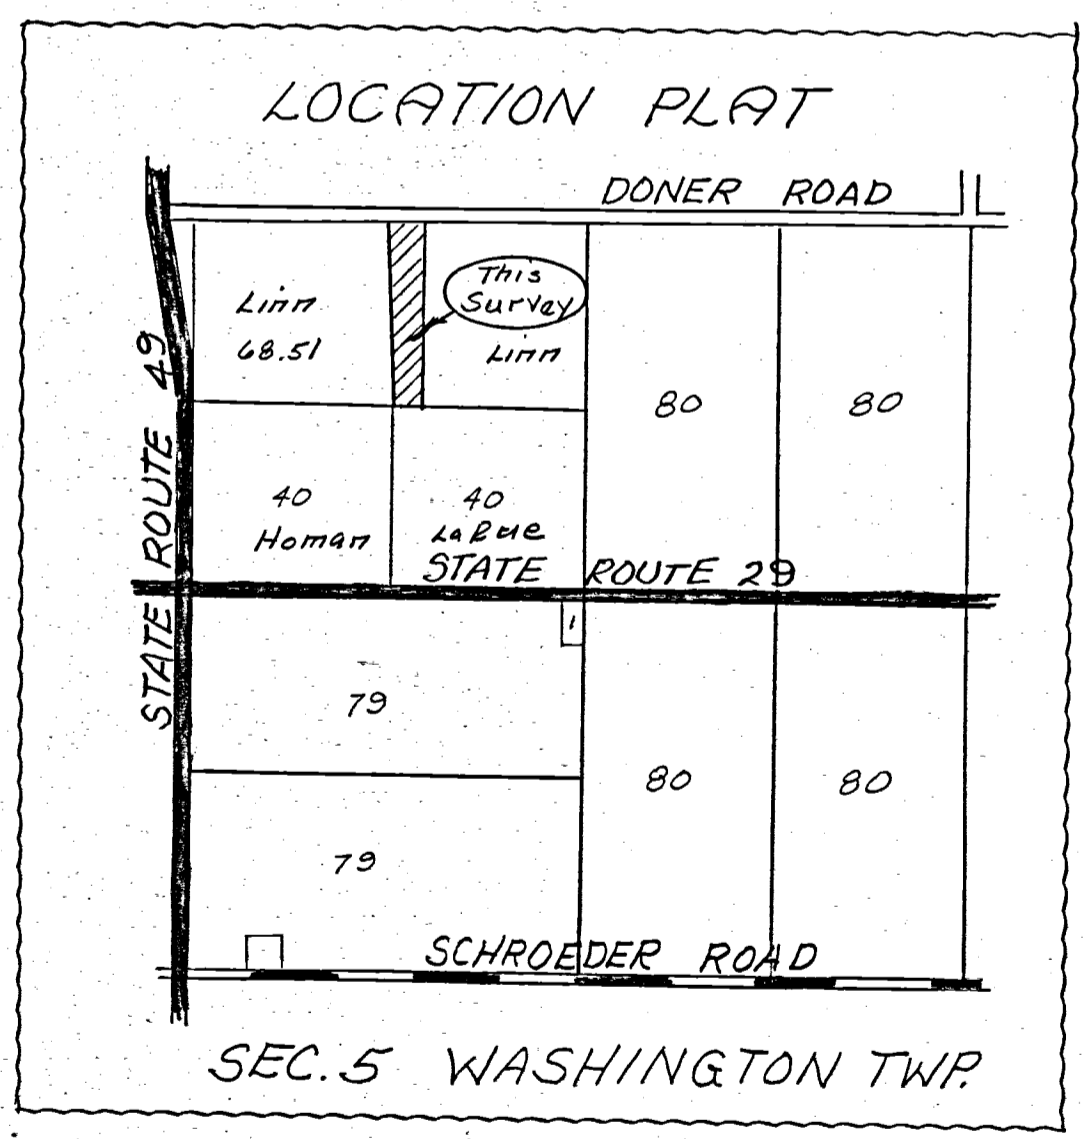 LOCATION PLAT
DONER ROAD
This
Survey
Linn
68.51
Linn
STATE ROUTE 49
80
80
40
Homan
40
LaRue
STATE ROUTE 29
1
79
80
80
79
SCHROEDER ROAD
SEC. 5 WASHINGTON TWP.